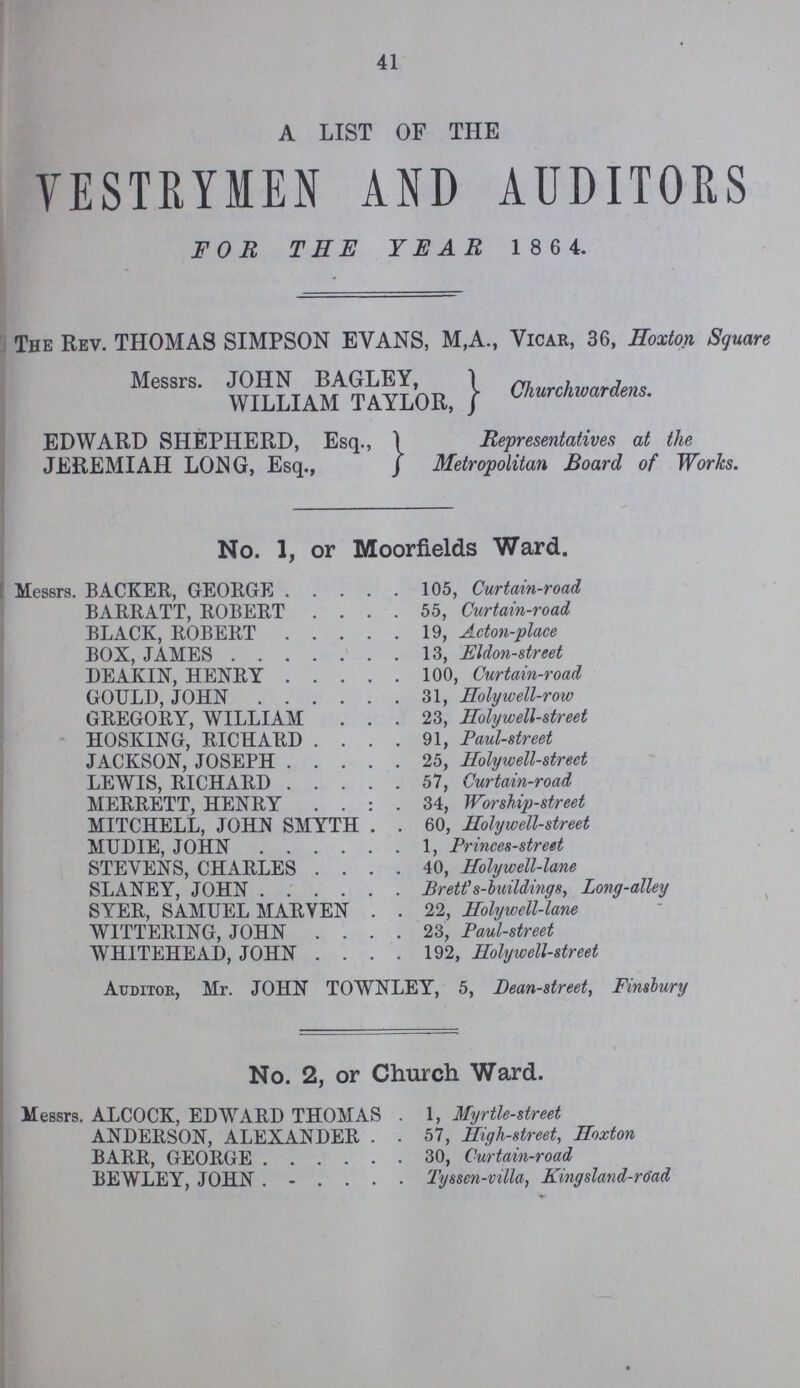 41
A LIST OF THE
VESTRYMEN AND AUDITORS
FOR THE YEAR 1864.
THE REV. THOMAS SIMPSON EVANS, M,A., VICAR, 36, Hoxton Square
Messrs. JOHN BAGLEY,
WILLIAM TAYLOR, } Churchwardens.
EDWARD SHEPHERD, Esq., } Representatives at the
JEREMIAH LONG, Esq., Metropolitan Board of Works.
No. 1, or Moorfields Ward.
Messrs. BACKER, GEORGE . . . . . 105, Curtain-road
BARRATT, ROBERT . . . . 55, Curtain-road
BLACK, ROBERT . . . . . 19, Acton-place
BOX, JAMES . . . . . . . 13, Eldon-street
DEAKIN, HENRY . . . . . 100, Curtain-road
GOULD, JOHN . . . . . . 31, Holywell-row
GREGORY, WILLIAM . . . 23, Holywell-street
HOSKING, RICHARD . . . . 91, Paul-street
JACKSON, JOSEPH . . . . . 25, Holywell-street
LEWIS, RICHARD . . . . . 57, Curtain-road
MERRETT, HENRY . . : . 34, Worship-street
MITCHELL, JOHN SMYTH . . 60, Holywell-street
MUDIE, JOHN . . . . . . 1, Princes-street
STEVENS, CHARLES . . . . 40, Holywell-lane
SLANEY, JOHN . . . . . . Brett's-buildings, Long-alley
SYER, SAMUEL MARVEN . . 22, Holywell-lane
WITTERING, JOHN . . . . 23, Paul-street
WHITEHEAD, JOHN . . . . 192, Holywell-street
AUDITOR, Mr. JOHN TOWNLEY, 5, Dean-street, Finsbury
No. 2, or Church Ward.
Messrs. ALCOCK, EDWARD THOMAS . 1, Myrtle-street
ANDERSON, ALEXANDER . . 57, High-street, Hoxton
BARR, GEORGE . . . . . . 30, Curtain-road
BEWLEY, JOHN . - . . . . Tyssen-villa, Kingsland-road